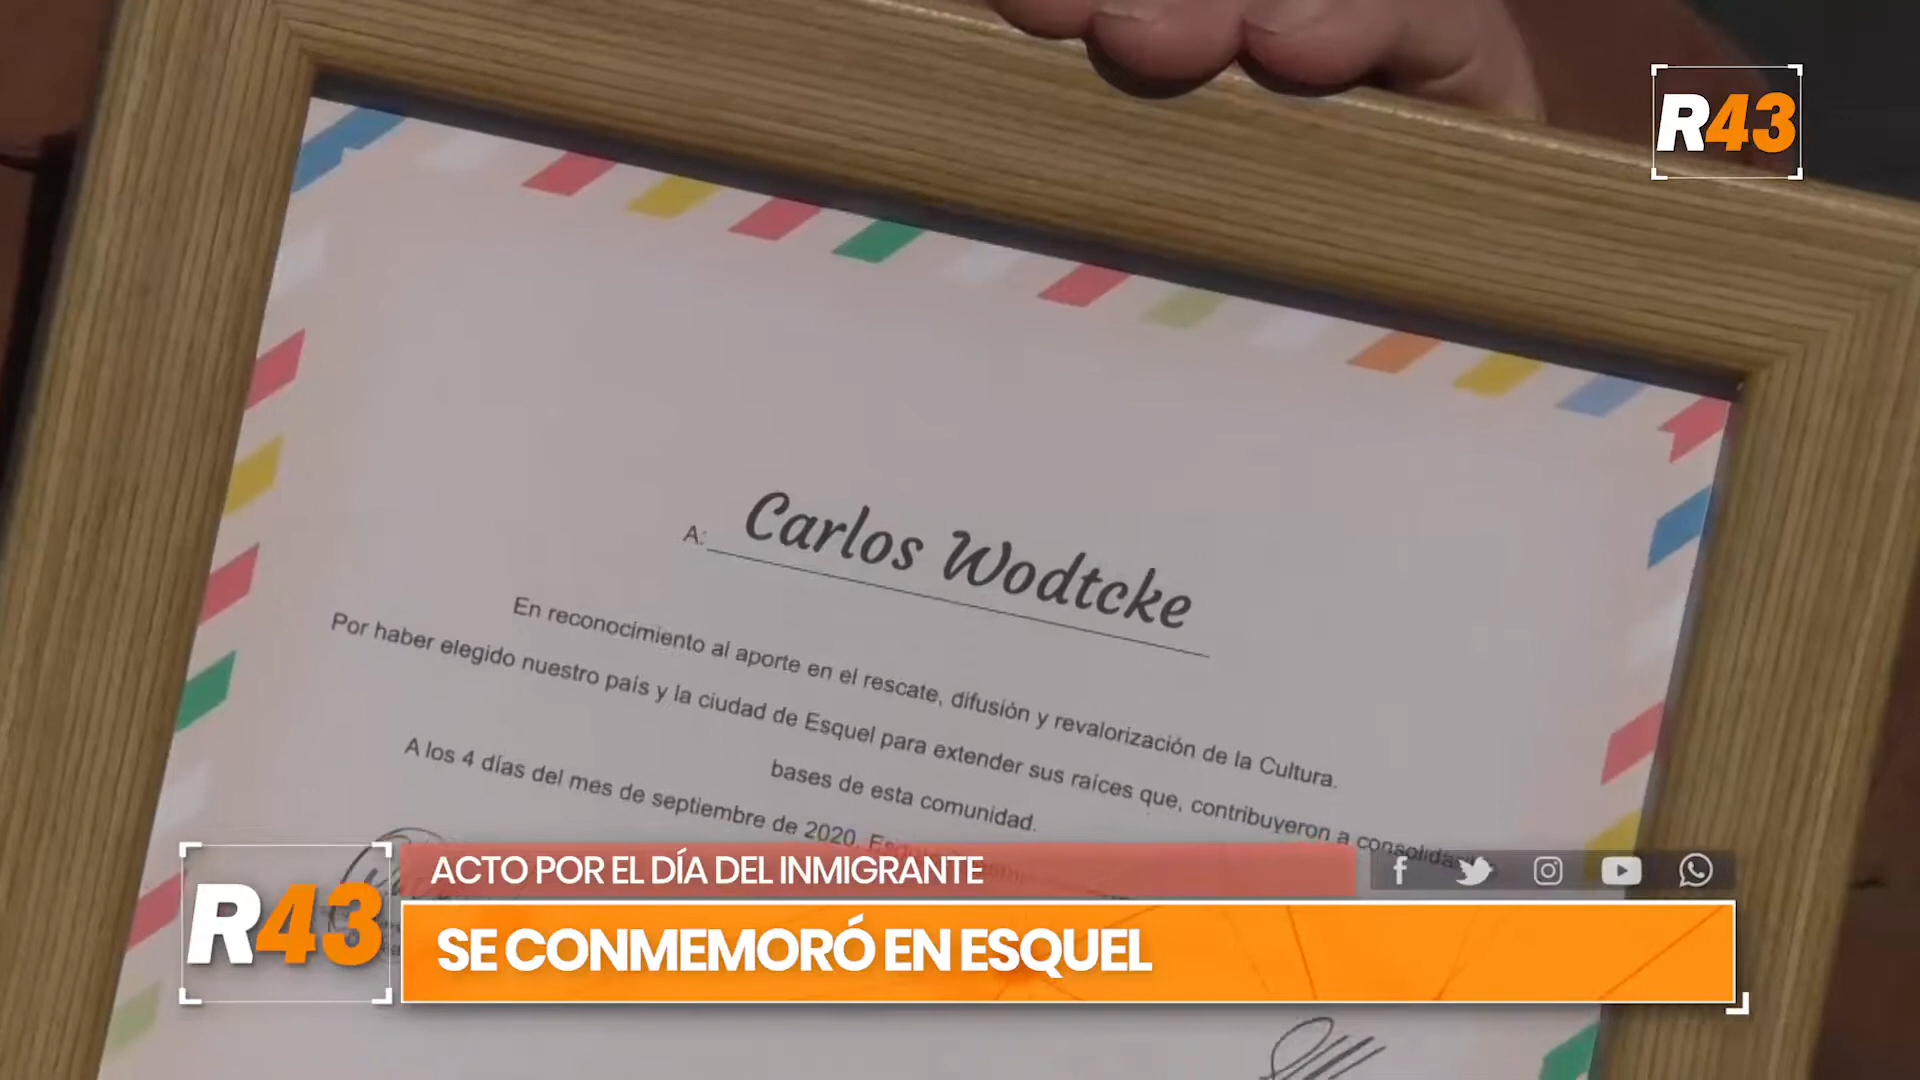 R43
A: Carlos Wodtcke
En reconocimiento al aporte en el rescate, difusión y revalorización de la Cultura.
Por haber elegido nuestro país y la ciudad de Esquel para extender sus raíces que, contribuyeron a consolidar
bases de esta comunidad.
A los 4 días del mes de septiembre de 2020.
ACTO POR EL DÍA DEL INMIGRANTE
R43
SE CONMEMORÓ EN ESQUEL